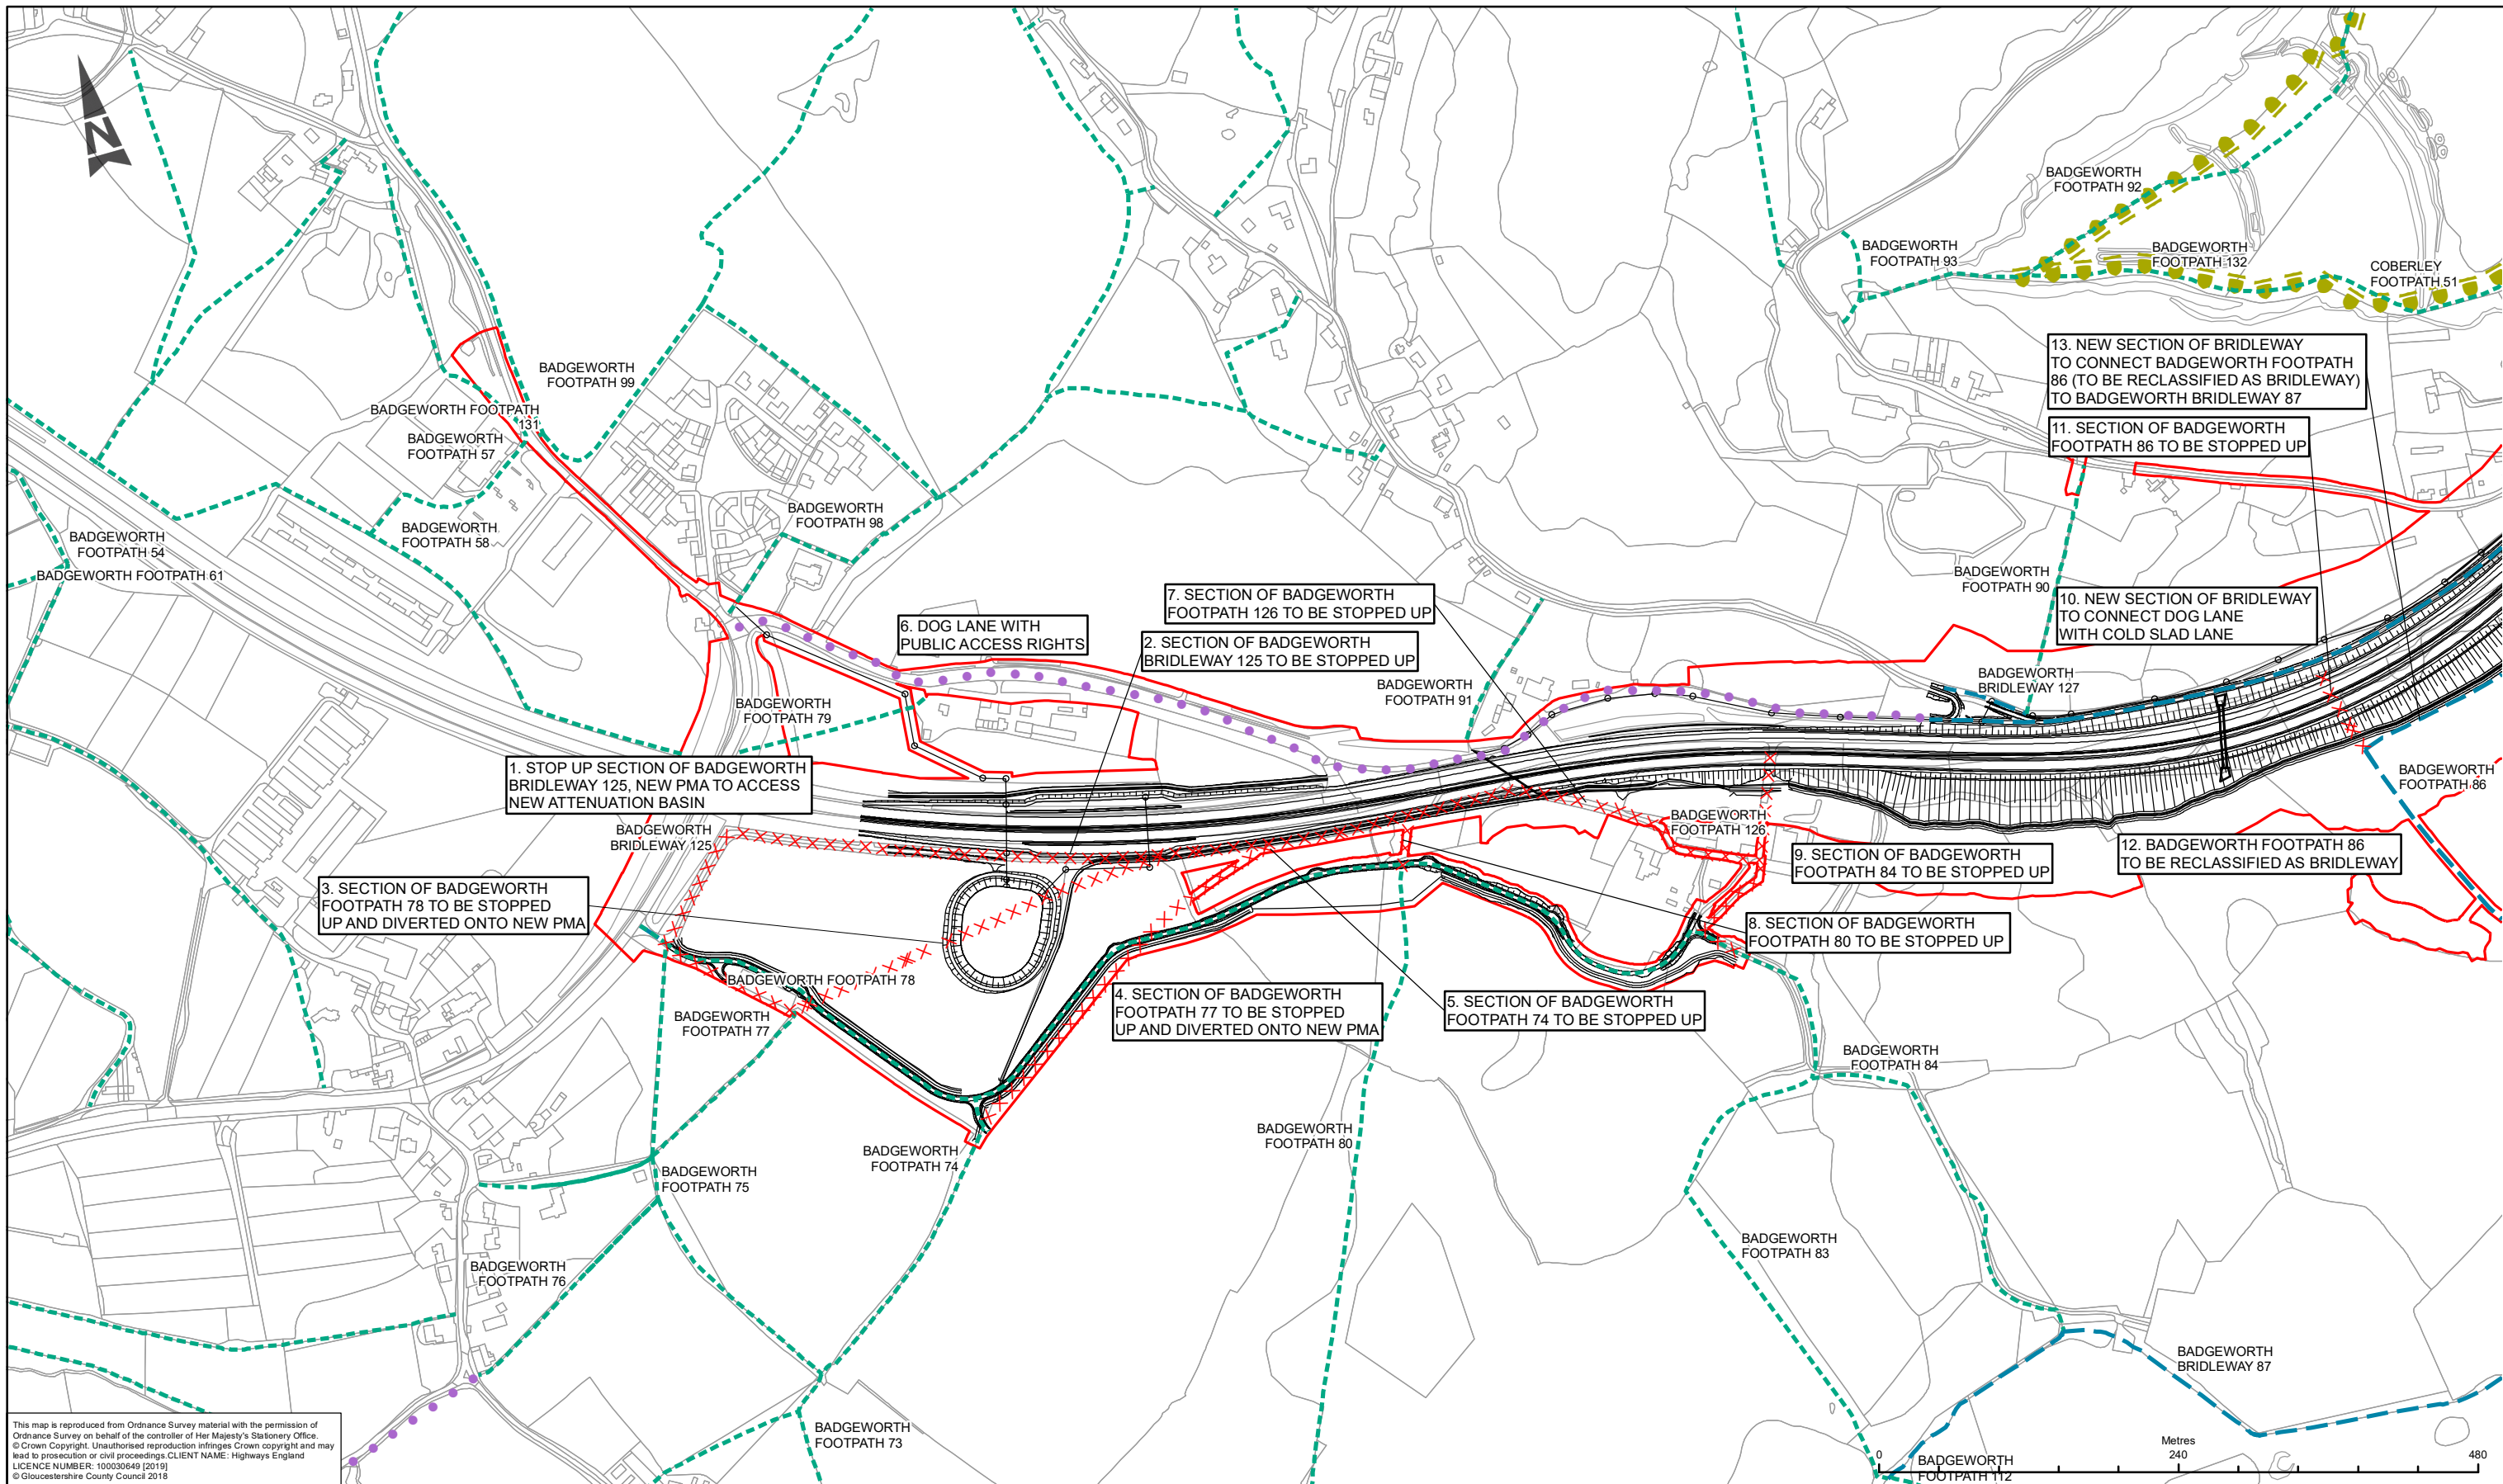 N
BADGEWORTH
FOOTPATH 92
BADGEWORTH
FOOTPATH 93
BADGEWORTH
FOOTPATH 132
COBERLEY
FOOTPATH 51
13. NEW SECTION OF BRIDLEWAY
TO CONNECT BADGEWORTH FOOTPATH
86 (TO BE RECLASSIFIED AS BRIDLEWAY)
TO BADGEWORTH BRIDLEWAY 87
BADGEWORTH
FOOTPATH 99
BADGEWORTH FOOTPATH
131
BADGEWORTH
FOOTPATH 57
11. SECTION OF BADGEWORTH
FOOTPATH 86 TO BE STOPPED UP
BADGEWORTH
FOOTPATH 98
BADGEWORTH
FOOTPATH 58
BADGEWORTH
FOOTPATH 54
BADGEWORTH FOOTPATH 61
BADGEWORTH
FOOTPATH 90
7. SECTION OF BADGEWORTH
FOOTPATH 126 TO BE STOPPED UP
10. NEW SECTION OF BRIDLEWAY
TO CONNECT DOG LANE
WITH COLD SLAD LANE
6. DOG LANE WITH
PUBLIC ACCESS RIGHTS
2. SECTION OF BADGEWORTH
BRIDLEWAY 125 TO BE STOPPED UP
BADGEWORTH
FOOTPATH 91
BADGEWORTH
BRIDLEWAY 127
BADGEWORTH
FOOTPATH 79
1. STOP UP SECTION OF BADGEWORTH
BRIDLEWAY 125, NEW PMA TO ACCESS
NEW ATTENUATION BASIN
BADGEWORTH
FOOTPATH 86
BADGEWORTH
BRIDLEWAY 125
BADGEWORTH
FOOTPATH 126
12. BADGEWORTH FOOTPATH 86
TO BE RECLASSIFIED AS BRIDLEWAY
9. SECTION OF BADGEWORTH
FOOTPATH 84 TO BE STOPPED UP
3. SECTION OF BADGEWORTH
FOOTPATH 78 TO BE STOPPED
UP AND DIVERTED ONTO NEW PMA
8. SECTION OF BADGEWORTH
FOOTPATH 80 TO BE STOPPED UP
BADGEWORTH FOOTPATH 78
4. SECTION OF BADGEWORTH
FOOTPATH 77 TO BE STOPPED
UP AND DIVERTED ONTO NEW PMA
5. SECTION OF BADGEWORTH
FOOTPATH 74 TO BE STOPPED UP
BADGEWORTH
FOOTPATH 77
BADGEWORTH
FOOTPATH 84
BADGEWORTH
FOOTPATH 80
BADGEWORTH
FOOTPATH 74
BADGEWORTH
FOOTPATH 75
BADGEWORTH
FOOTPATH 83
BADGEWORTH
FOOTPATH 76
BADGEWORTH
BRIDLEWAY 87
BADGEWORTH
FOOTPATH 73
This map is reproduced from Ordnance Survey material with the permission of
Ordnance Survey on behalf of the controller of Her Majesty's Stationery Office.
© Crown Copyright. Unauthorised reproduction infringes Crown copyright and may
lead to prosecution or civil proceedings.CLIENT NAME: Highways England
LICENCE NUMBER: 100030649 [2019]
© Gloucestershire County Council 2018
Metres
0 240 480
BADGEWORTH
FOOTPATH 112